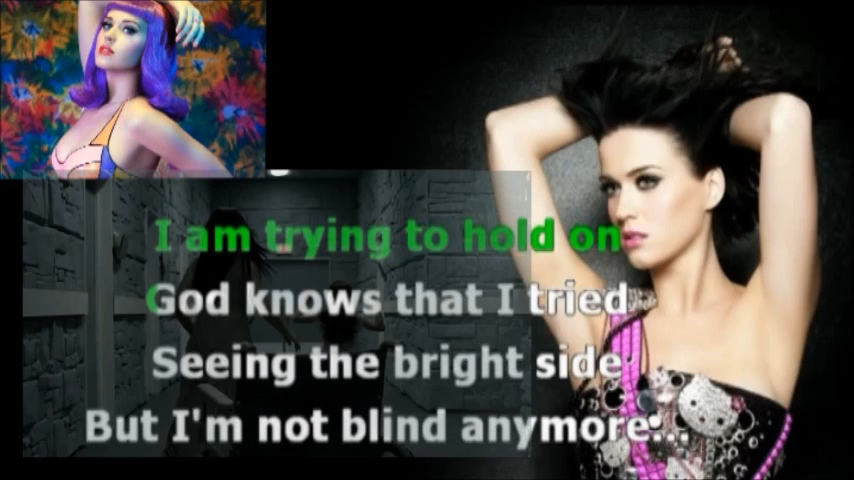 I am trying to hold on
God knows that I tried
Seeing the bright side
But I'm not blind anymore...